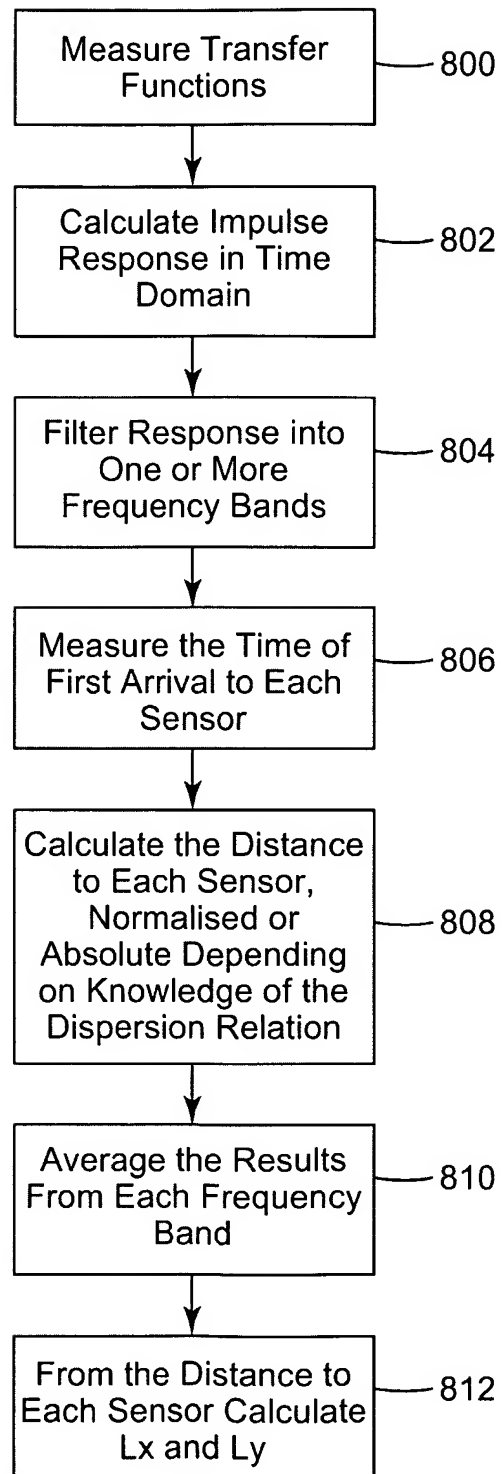 Measure Transfer
Functions
800
Calculate Impulse
Response in Time
Domain
802
Filter Response into
One or More
Frequency Bands
804
Measure the Time of
First Arrival to Each
Sensor
806
Calculate the Distance
to Each Sensor,
Normalised or
Absolute Depending
on Knowledge of the
Dispersion Relation
808
Average the Results
From Each Frequency
Band
810
From the Distance to
Each Sensor Calculate
Lx and Ly
812